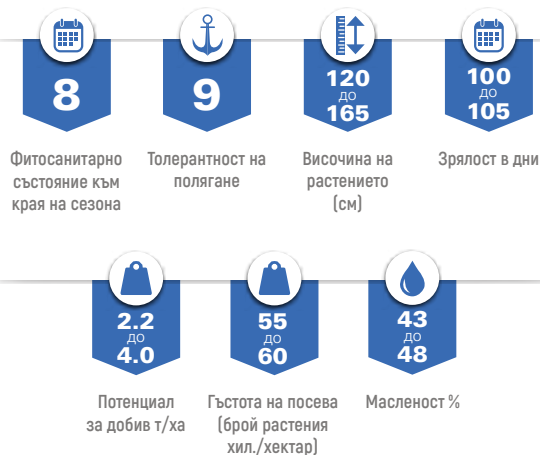 8
9
120
ДО
165
100
ДО
105
Фитосанитарно
състояние към
края на сезона
Толерантност на
полягане
Височина на
растението
(см)
Зрялост в дни
2.2
ДО
4.0
55
ДО
60
43
ДО
48
Потенциал
за добив т/ха
Гъстота на посева
(брой растения
хил./хектар)
Масленост %